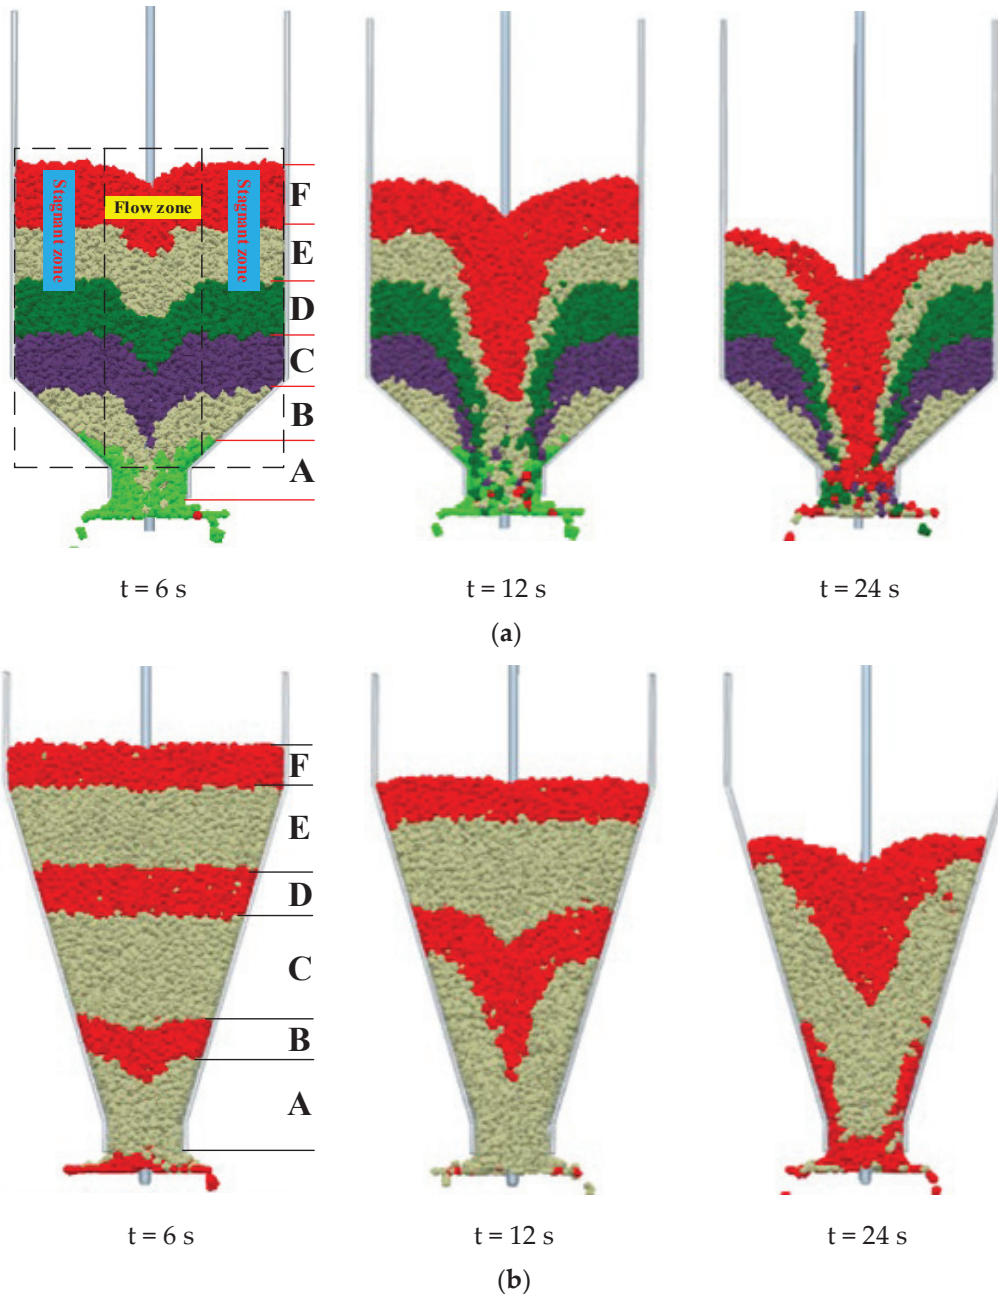 Stagnant zone
Flow zone
Stagnant zone
F
E
D
C
B
A
t = 6 s
t = 12 s
t = 24 s
(a)
F
E
D
C
B
A
t = 6 s
t = 12 s
t = 24 s
(b)